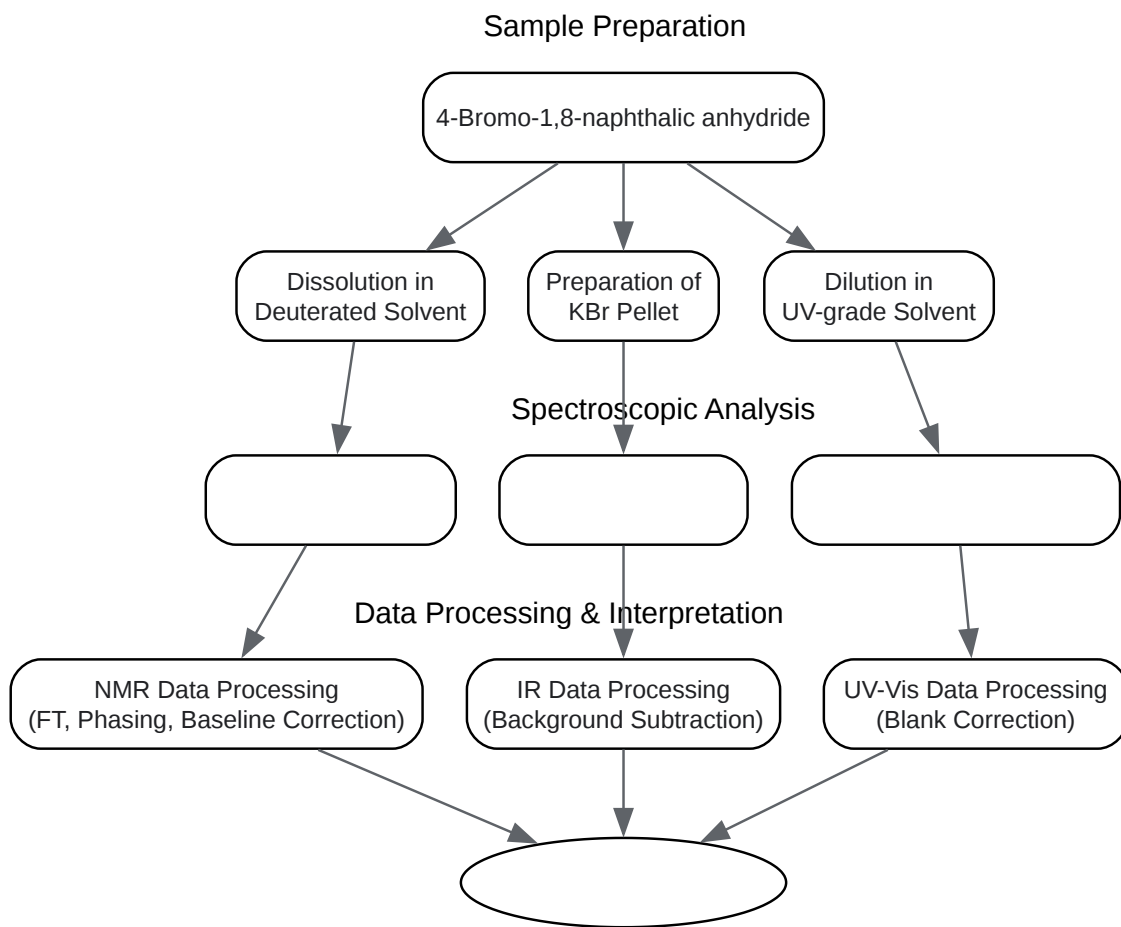 Sample Preparation
4-Bromo-1,8-naphthalic anhydride
Dissolution in
Deuterated Solvent
Preparation of
KBr Pellet
Dilution in
UV-grade Solvent
Spectroscopic Analysis
Data Processing & Interpretation
NMR Data Processing
(FT, Phasing, Baseline Correction)
IR Data Processing
(Background Subtraction)
UV-Vis Data Processing
(Blank Correction)